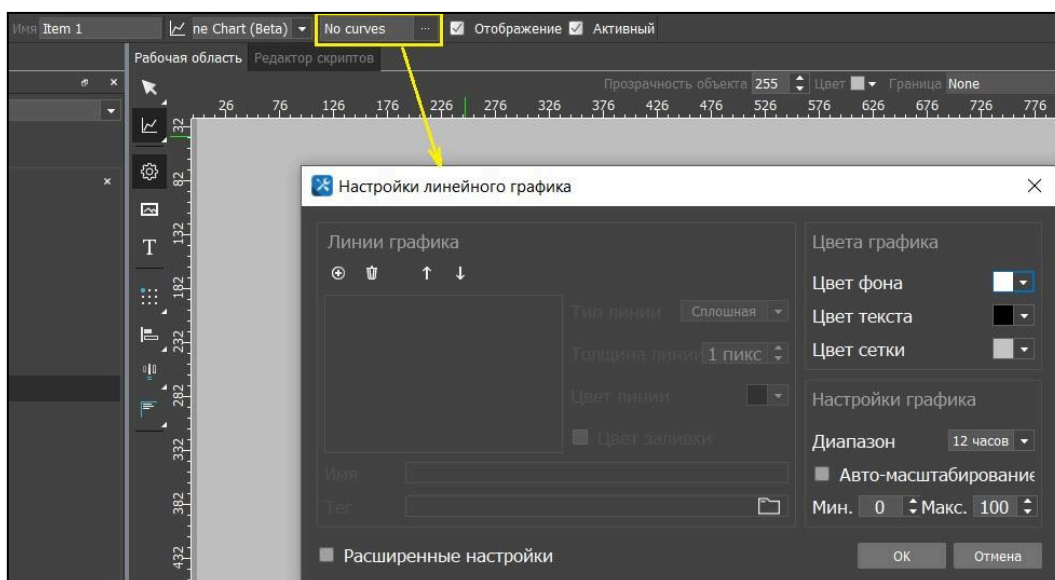 Имя Item 1 ne Chart (Beta) No curves ... Отображение Активный
Рабочая область Редактор скриптов
Прозрачность объекта 255 Цвет Граница None
26 76 126 176 226 276 326 376 426 476 526 576 626 676 726 776
32
82
132
182
232
282
332
382
432
T
Настройки линейного графика
Линии графика
Тип линии Сплошная
Толщина линии 1 пикс
Цвет линии
Цвет заливки
Имя
Тег
Расширенные настройки
Цвета графика
Цвет фона
Цвет текста
Цвет сетки
Настройки графика
Диапазон 12 часов
Авто-масштабирование
Мин. 0 Макс. 100
OK Отмена